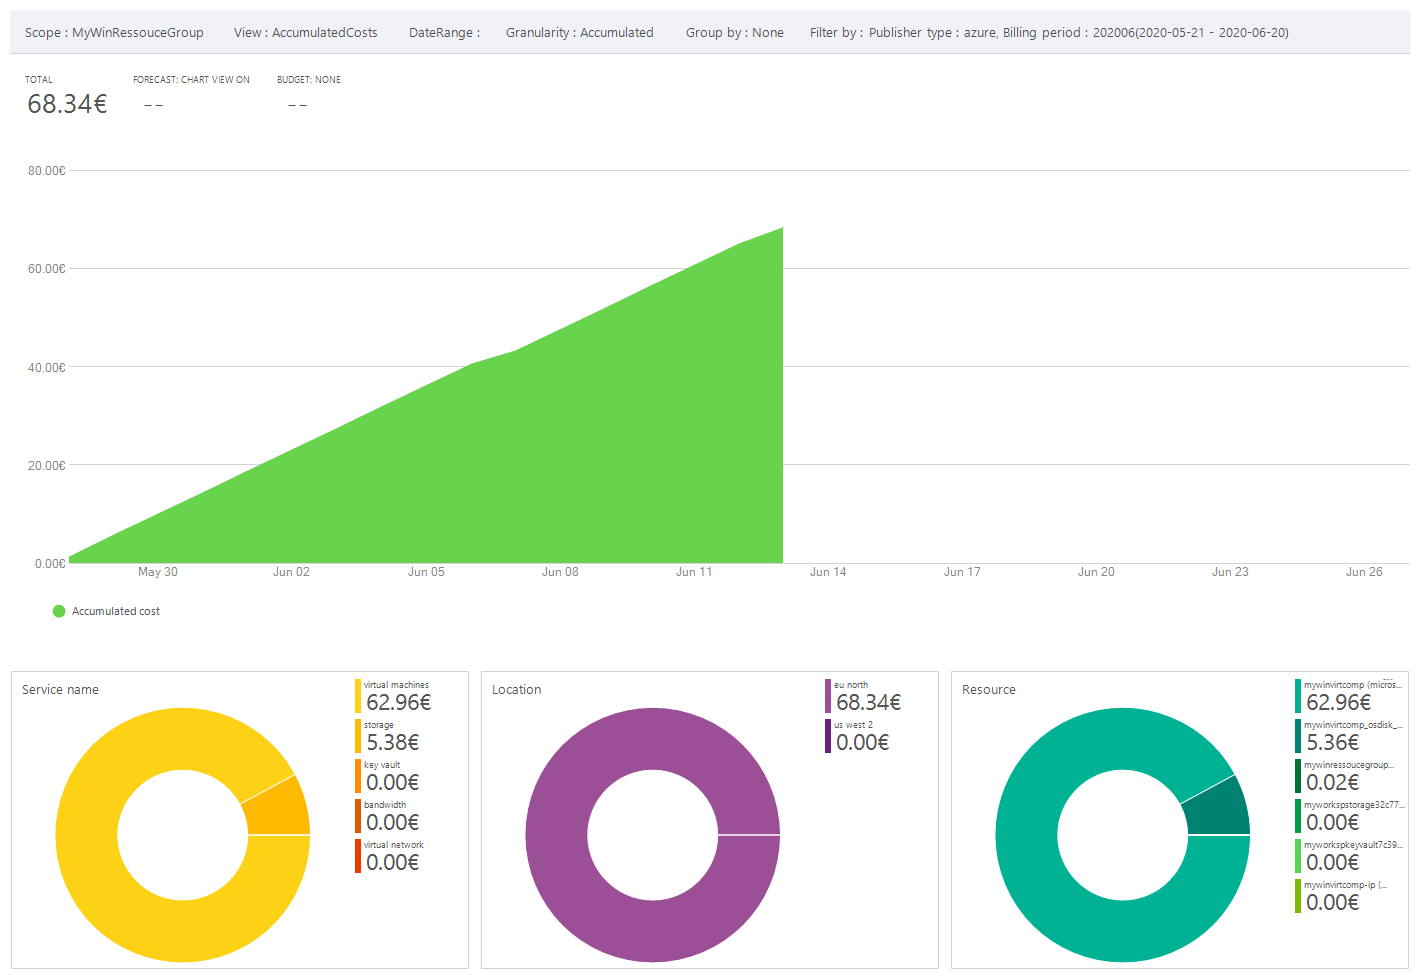 Scope : MyWinRessouceGroup View : AccumulatedCosts DateRange : Granularity : Accumulated Group by : None Filter by : Publisher type : azure, Billing period : 202006(2020-05-21 - 2020-06-20)
TOTAL FORECAST: CHART VIEW ON BUDGET: NONE
68.34€ -- --
80.00€
60.00€
40.00€
20.00€
0.00€
May 30 Jun 02 Jun 05 Jun 08 Jun 11 Jun 14 Jun 17 Jun 20 Jun 23 Jun 26
Accumulated cost
Service name
virtual machines
62.96€
storage
5.38€
key vault
0.00€
bandwidth
0.00€
virtual network
0.00€
Location
eu north
68.34€
us west 2
0.00€
Resource
mywinvirtcomp (micros...
62.96€
mywinvirtcomp_osdisk_...
5.36€
mywinressoucegroup...
0.02€
myworkspstorage32c77...
0.00€
myworkspkeyvault7c39...
0.00€
mywinvirtcomp-ip (...
0.00€